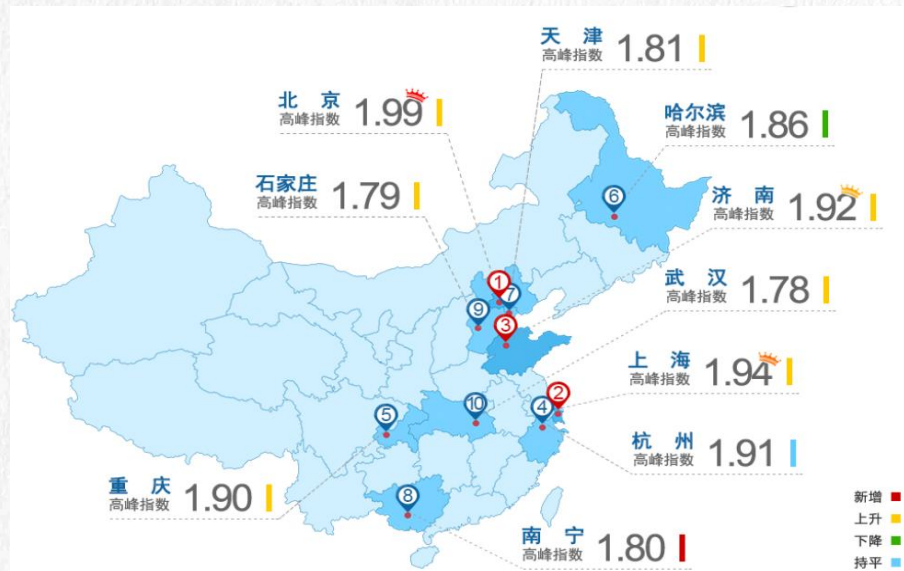 天津
高峰指数 1.81
北京
高峰指数 1.99
哈尔滨
高峰指数 1.86
石家庄
高峰指数 1.79
济南
高峰指数 1.92
武汉
高峰指数 1.78
上海
高峰指数 1.94
杭州
高峰指数 1.91
重庆
高峰指数 1.90
南宁
高峰指数 1.80
6
1
7
9
3
2
4
10
5
8
新增
上升
下降
持平